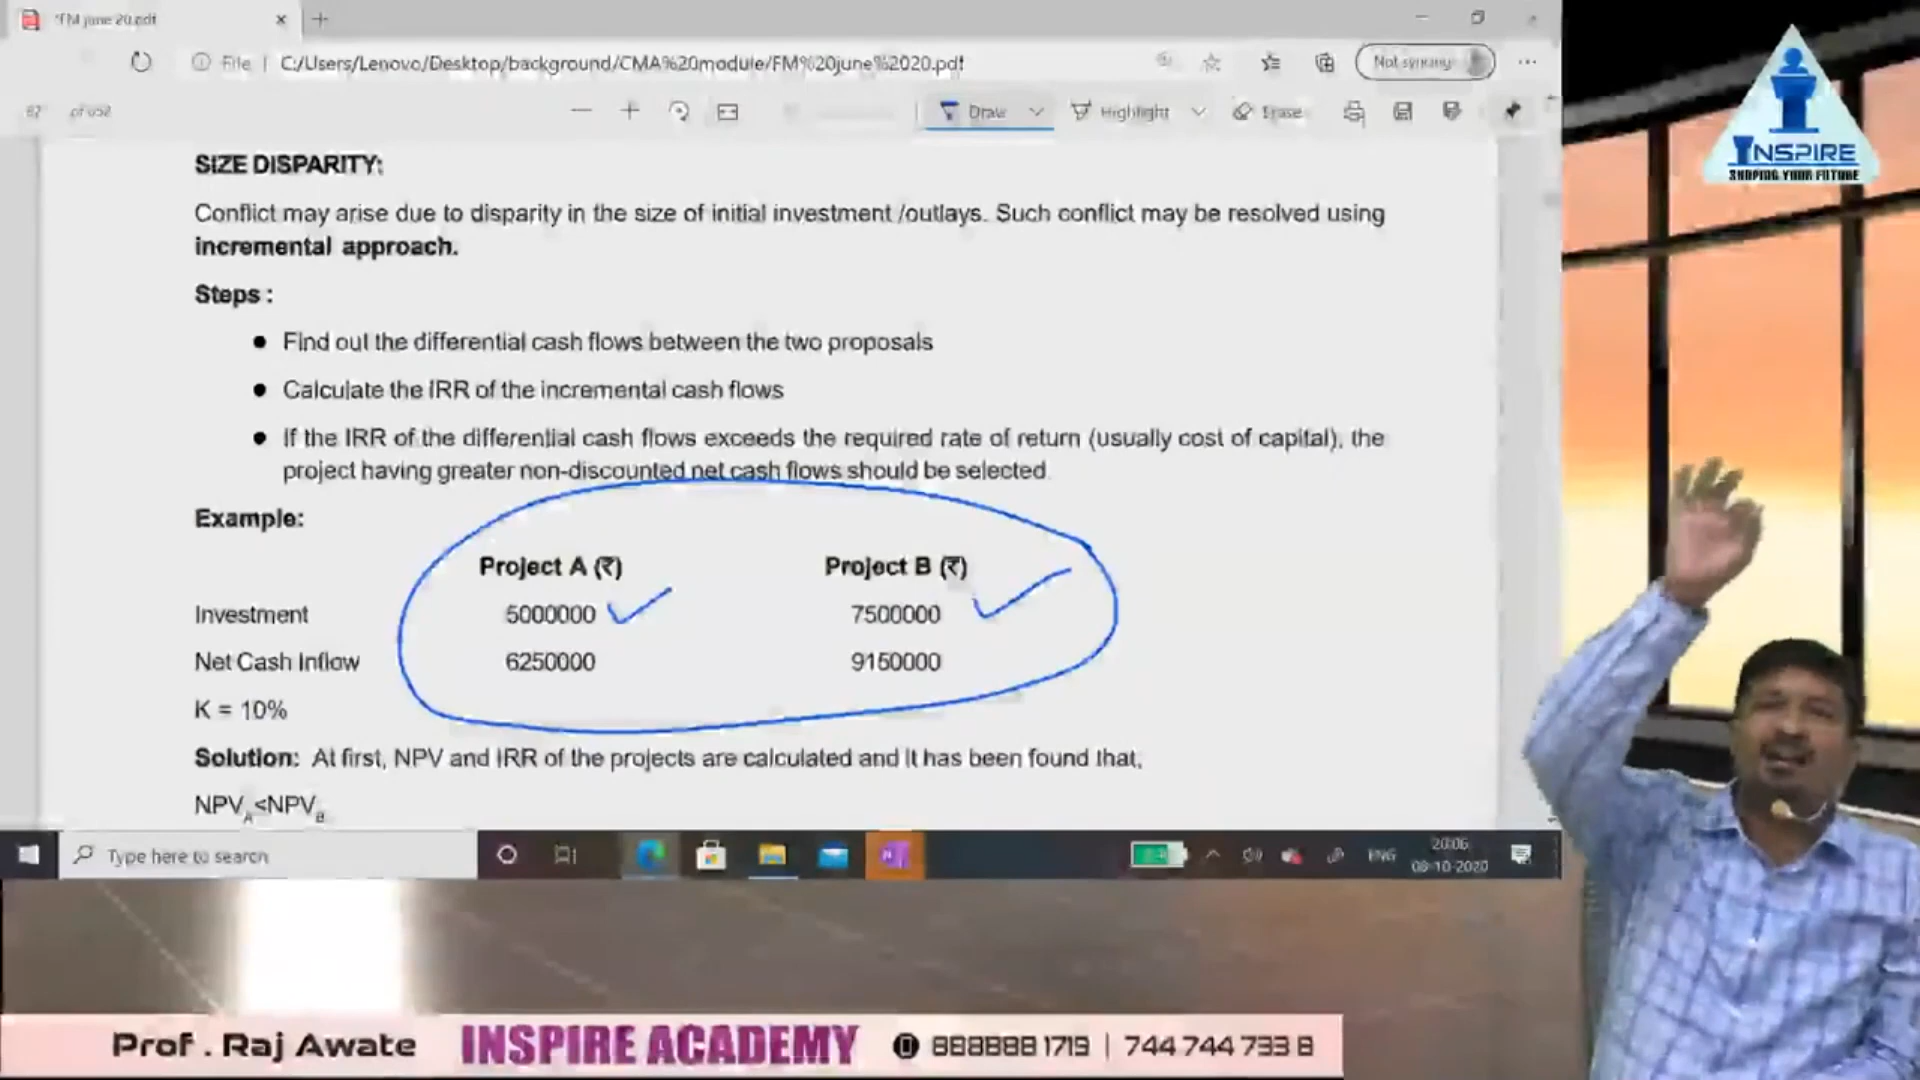 FM june 20.pdf
File | C:/Users/Lenovo/Desktop/background/CMA%20module/FM%20june%2020.pdf
Not syncing
Draw
Highlight
Erase
NSPIRE
SHAPING YOUR FUTURE
SIZE DISPARITY:
Conflict may arise due to disparity in the size of initial investment /outlays. Such conflict may be resolved using
incremental approach.
Steps :
● Find out the differential cash flows between the two proposals
● Calculate the IRR of the incremental cash flows
● If the IRR of the differential cash flows exceeds the required rate of return (usually cost of capital), the
project having greater non-discounted net cash flows should be selected.
Example:
Project A (₹) Project B (₹)
Investment 5000000 7500000
Net Cash Inflow 6250000 9150000
K = 10%
Solution: At first, NPV and IRR of the projects are calculated and it has been found that,
NPVA<NPVB
Type here to search
ENG
20:06
08-10-2020
Prof . Raj Awate INSPIRE ACADEMY 888888 1719 | 744 744 733 8